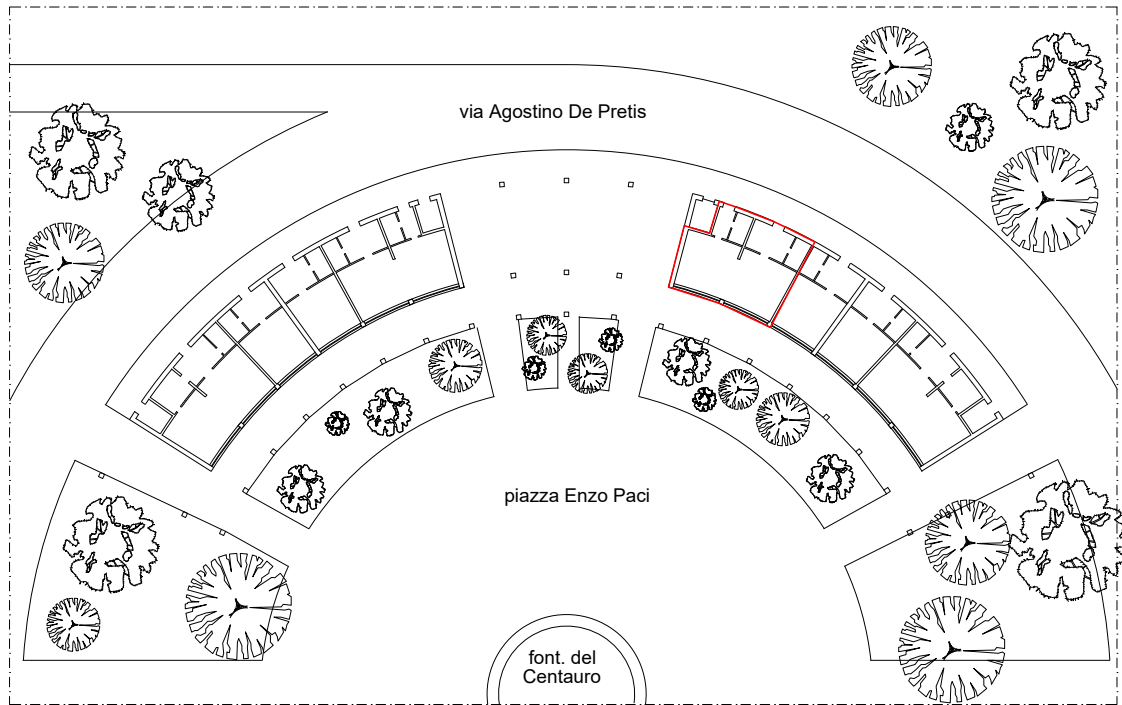 via Agostino De Pretis
piazza Enzo Paci
font. del
Centauro